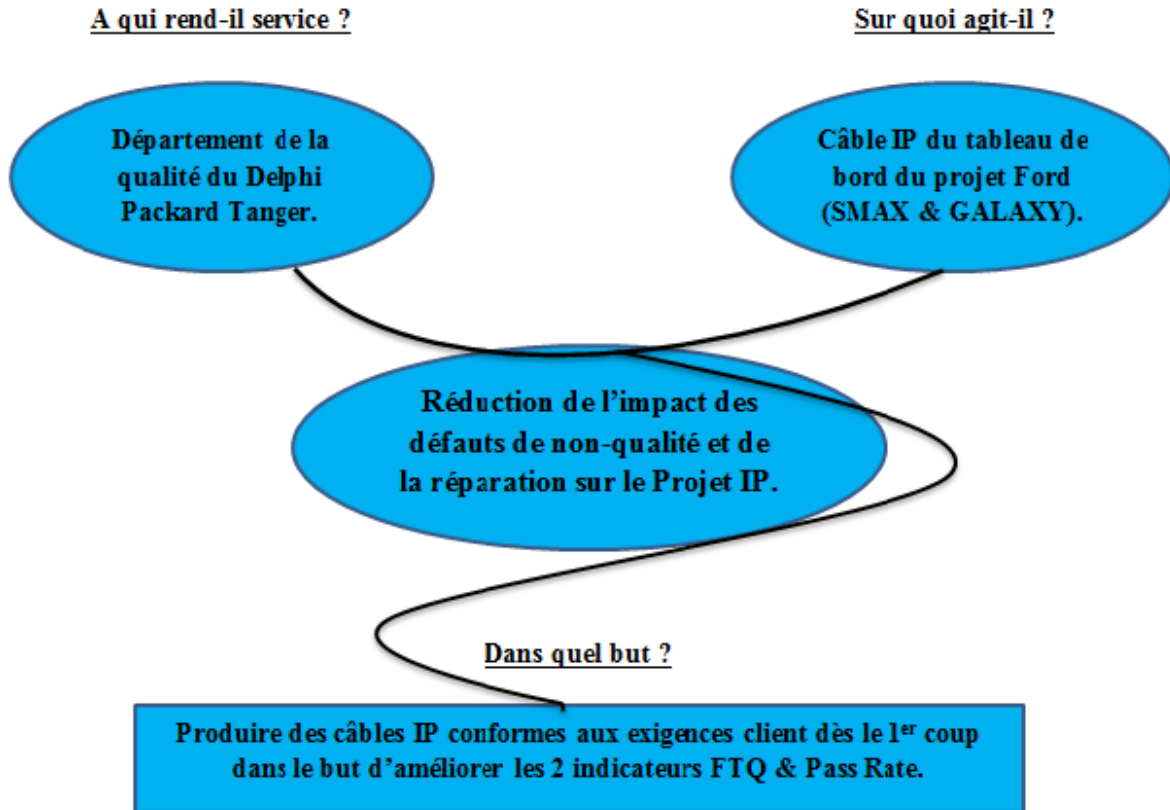 A qui rend-il service ?
Sur quoi agit-il ?
Département de la
qualité du Delphi
Packard Tanger.
Câble IP du tableau de
bord du projet Ford
(SMAX & GALAXY).
Réduction de l’impact des
défauts de non-qualité et de
la réparation sur le Projet IP.
Dans quel but ?
Produire des câbles IP conformes aux exigences client dès le 1er coup
dans le but d’améliorer les 2 indicateurs FTQ & Pass Rate.